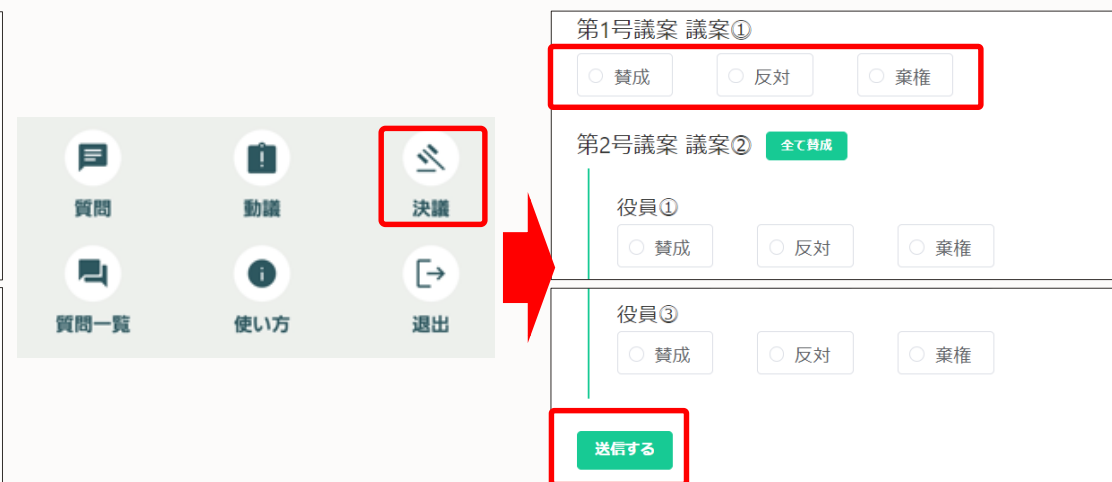 質問
動議
決議
質問一覧
使い方
退出
第1号議案 議案①
賛成
反対
棄権
第2号議案 議案② 全て賛成
役員①
賛成
反対
棄権
役員③
賛成
反対
棄権
送信する